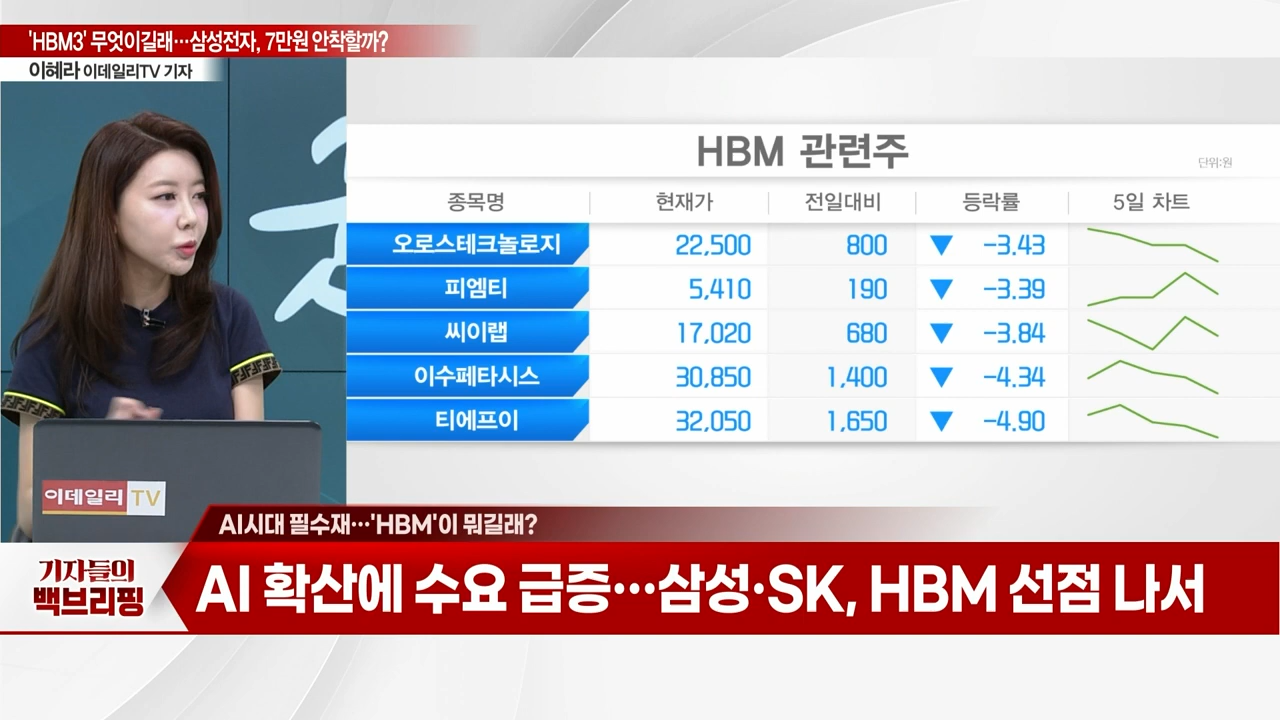 'HBM3' 무엇이길래…삼성전자, 7만원 안착할까?
이혜라 이데일리TV 기자
HBM 관련주
단위:원
종목명 현재가 전일대비 등락률 5일 차트
오로스테크놀로지 22,500 800 ▼ -3.43
피엠티 5,410 190 ▼ -3.39
씨이랩 17,020 680 ▼ -3.84
이수페타시스 30,850 1,400 ▼ -4.34
티에프이 32,050 1,650 ▼ -4.90
이데일리 TV
AI시대 필수재…'HBM'이 뭐길래?
기자들의
백브리핑
AI 확산에 수요 급증…삼성·SK, HBM 선점 나서